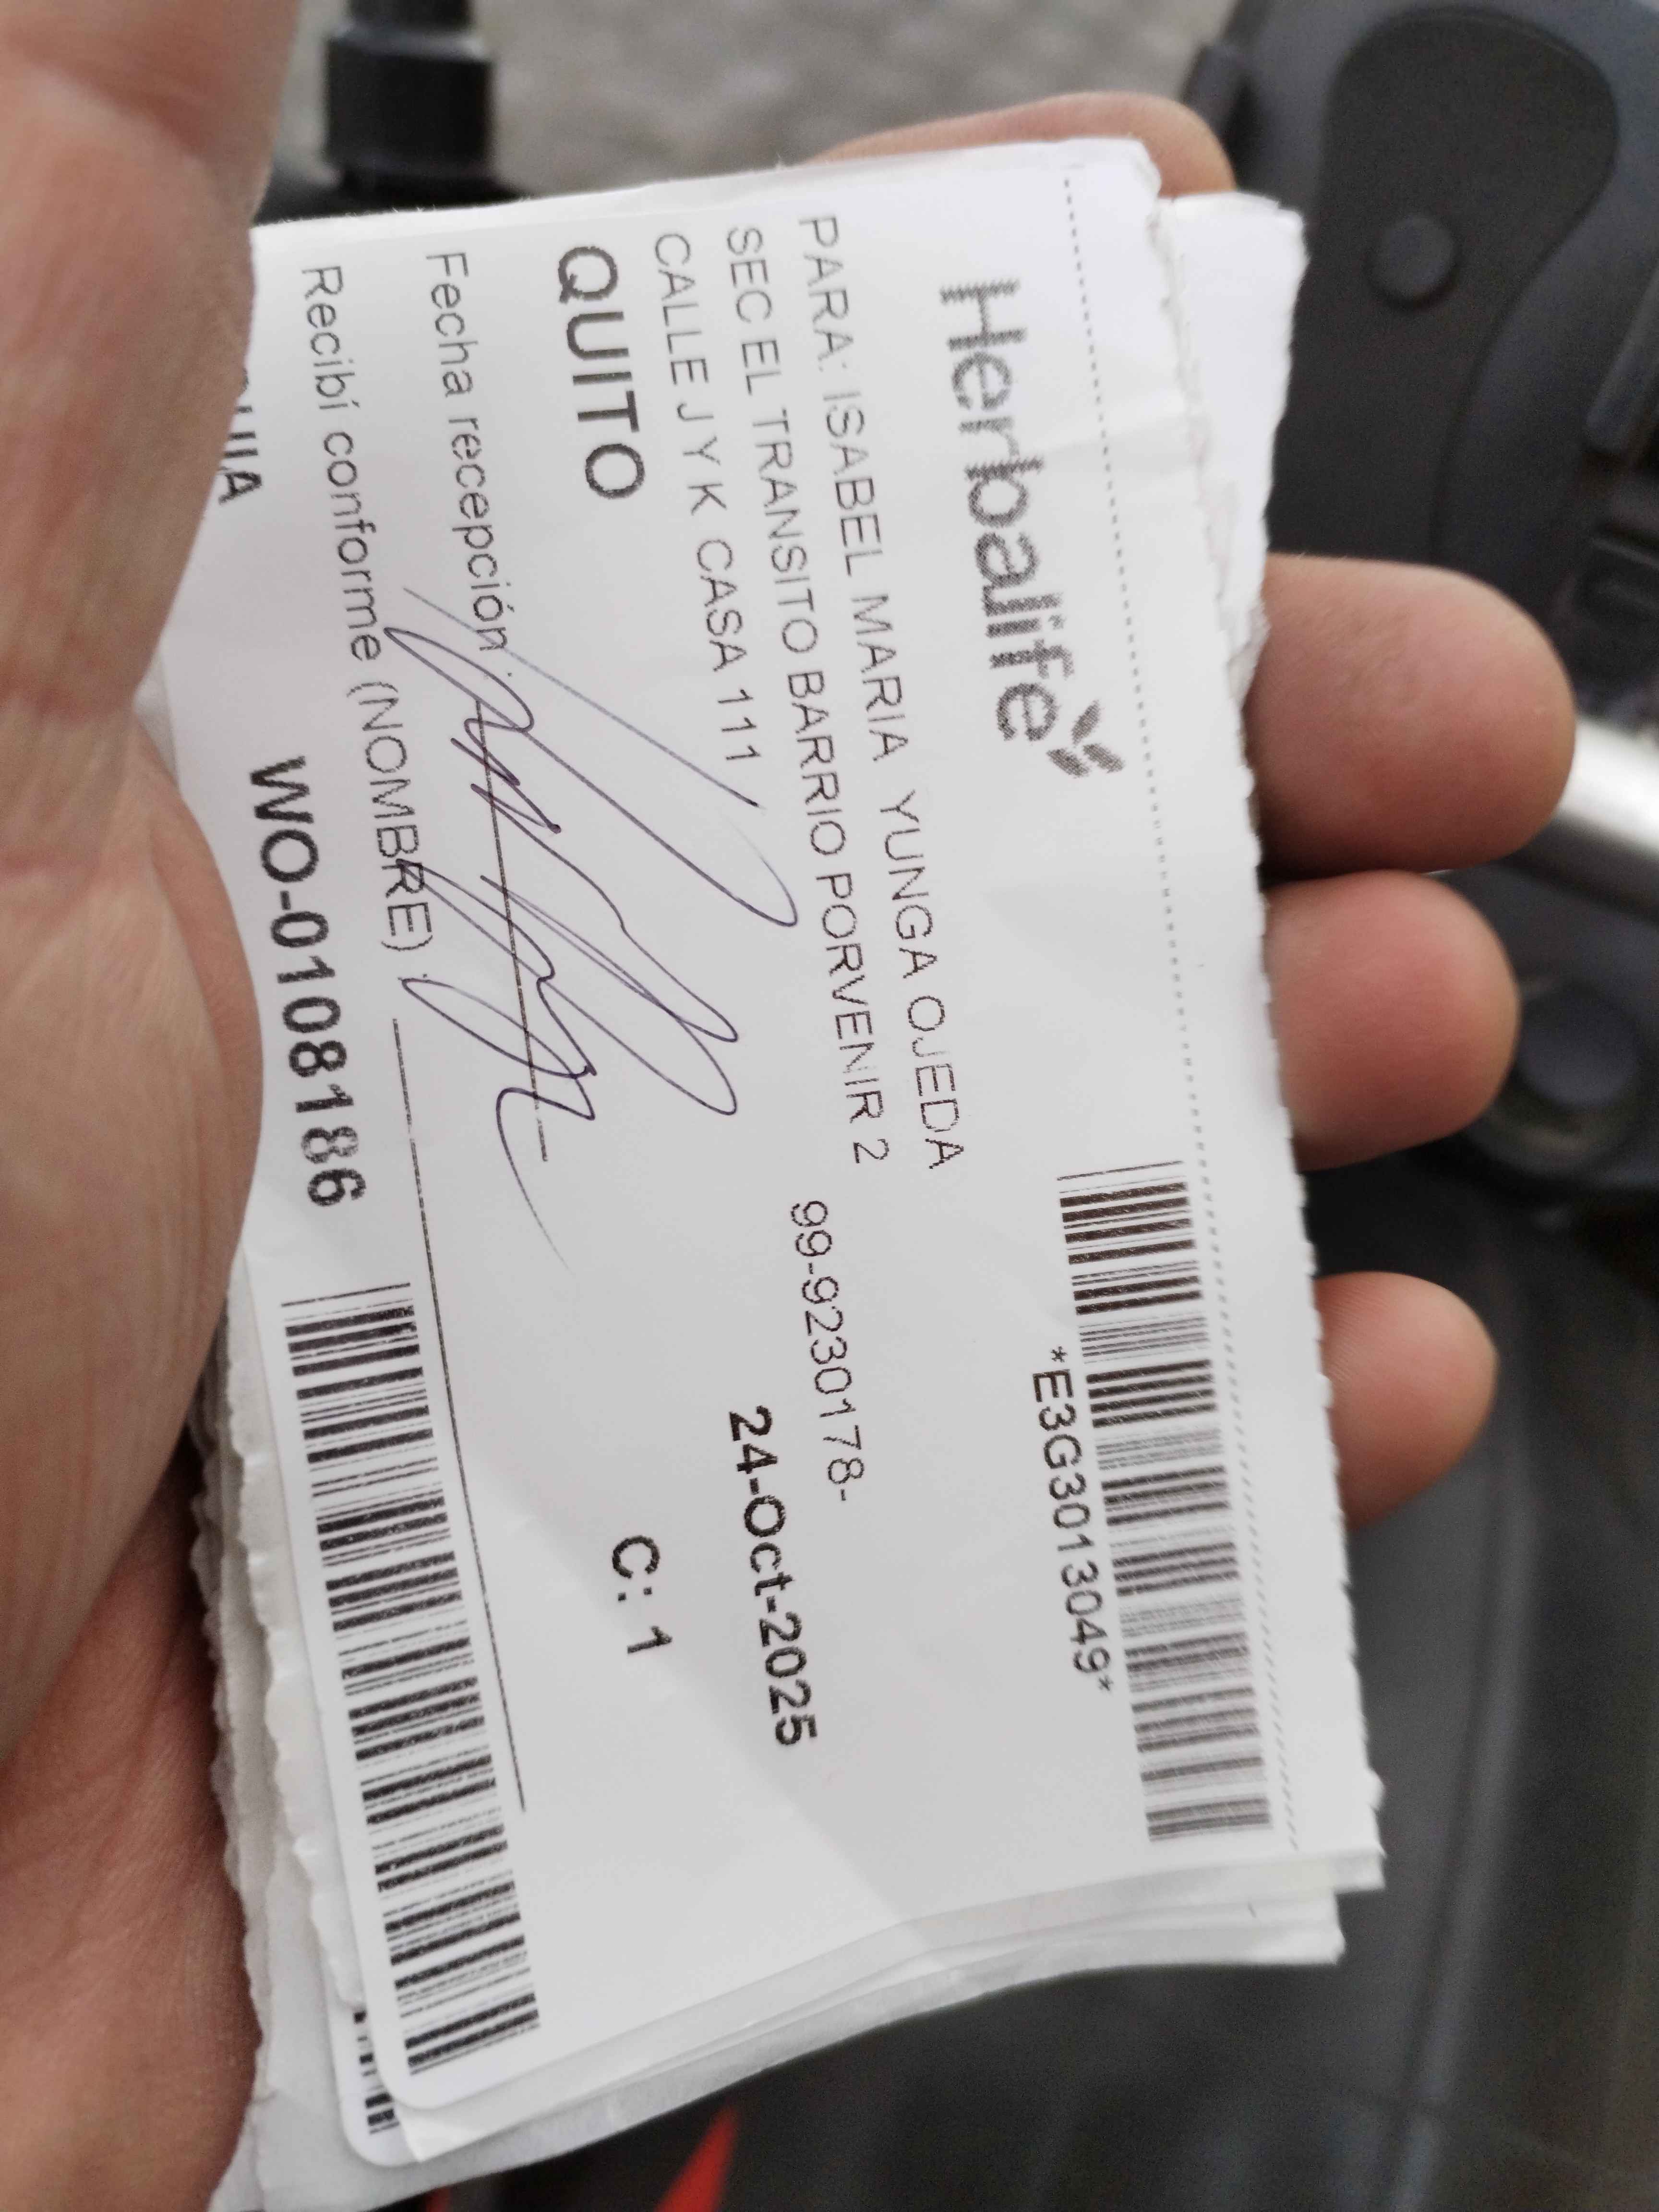 Herbalife
*E3G3013049*
PARA: ISABEL MARIA YUNGA OJEDA
SEC EL TRANSITO BARRIO PORVENIR 2
99-9230178-
CALLE J Y K CASA 111
24-Oct-2025
QUITO
C: 1
Fecha recepción
Recibí conforme (NOMBRE)
WO-0108186